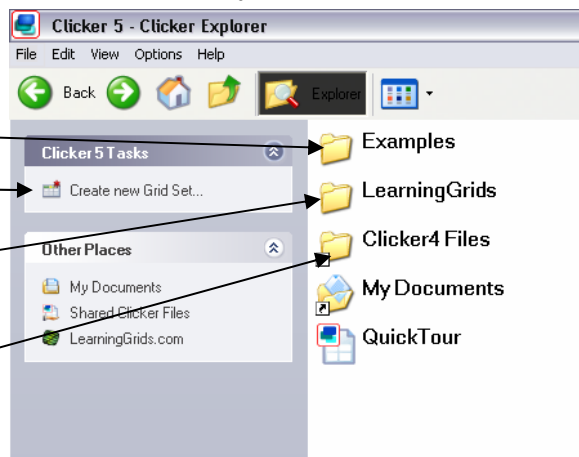 Clicker 5 - Clicker Explorer
File Edit View Options Help
Back Explorer
Clicker 5 Tasks
Create new Grid Set...
Other Places
My Documents
Shared Clicker Files
LearningGrids.com
Examples
LearningGrids
Clicker4 Files
My Documents
QuickTour